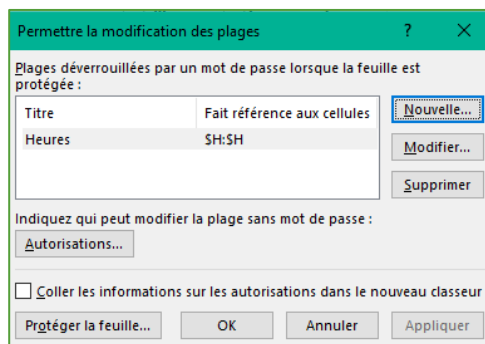 Permettre la modification des plages ? ×
Plages déverrouillées par un mot de passe lorsque la feuille est
protégée :
Titre Fait référence aux cellules
Heures $H:$H
Nouvelle...
Modifier...
Supprimer
Indiquez qui peut modifier la plage sans mot de passe :
Autorisations...
Coller les informations sur les autorisations dans le nouveau classeur
Protéger la feuille... OK Annuler Appliquer